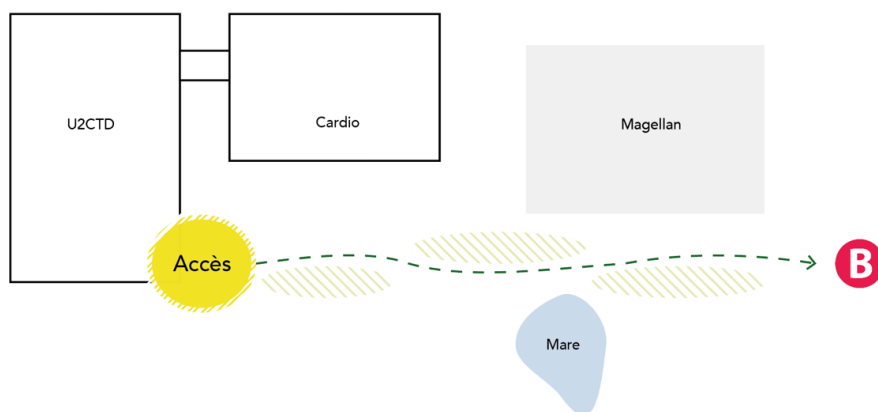 U2CTD
Cardio
Magellan
Accès
B
Mare